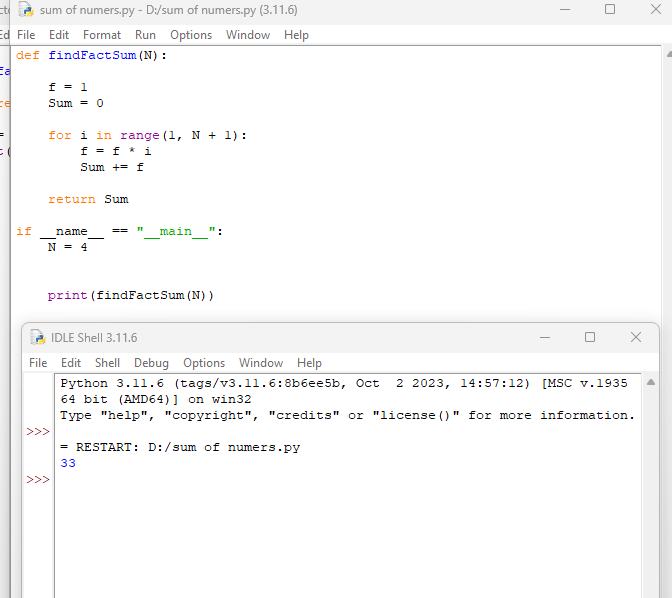 sum of numers.py - D:/sum of numers.py (3.11.6)
File Edit Format Run Options Window Help
def findFactSum(N):
f = 1
Sum = 0
for i in range(1, N + 1):
f = f * i
Sum += f
return Sum
if __name__ == "__main__":
N = 4
print(findFactSum(N))
IDLE Shell 3.11.6
File Edit Shell Debug Options Window Help
Python 3.11.6 (tags/v3.11.6:8b6ee5b, Oct  2 2023, 14:57:12) [MSC v.1935
64 bit (AMD64)] on win32
Type "help", "copyright", "credits" or "license()" for more information.
>>>
= RESTART: D:/sum of numers.py
33
>>>